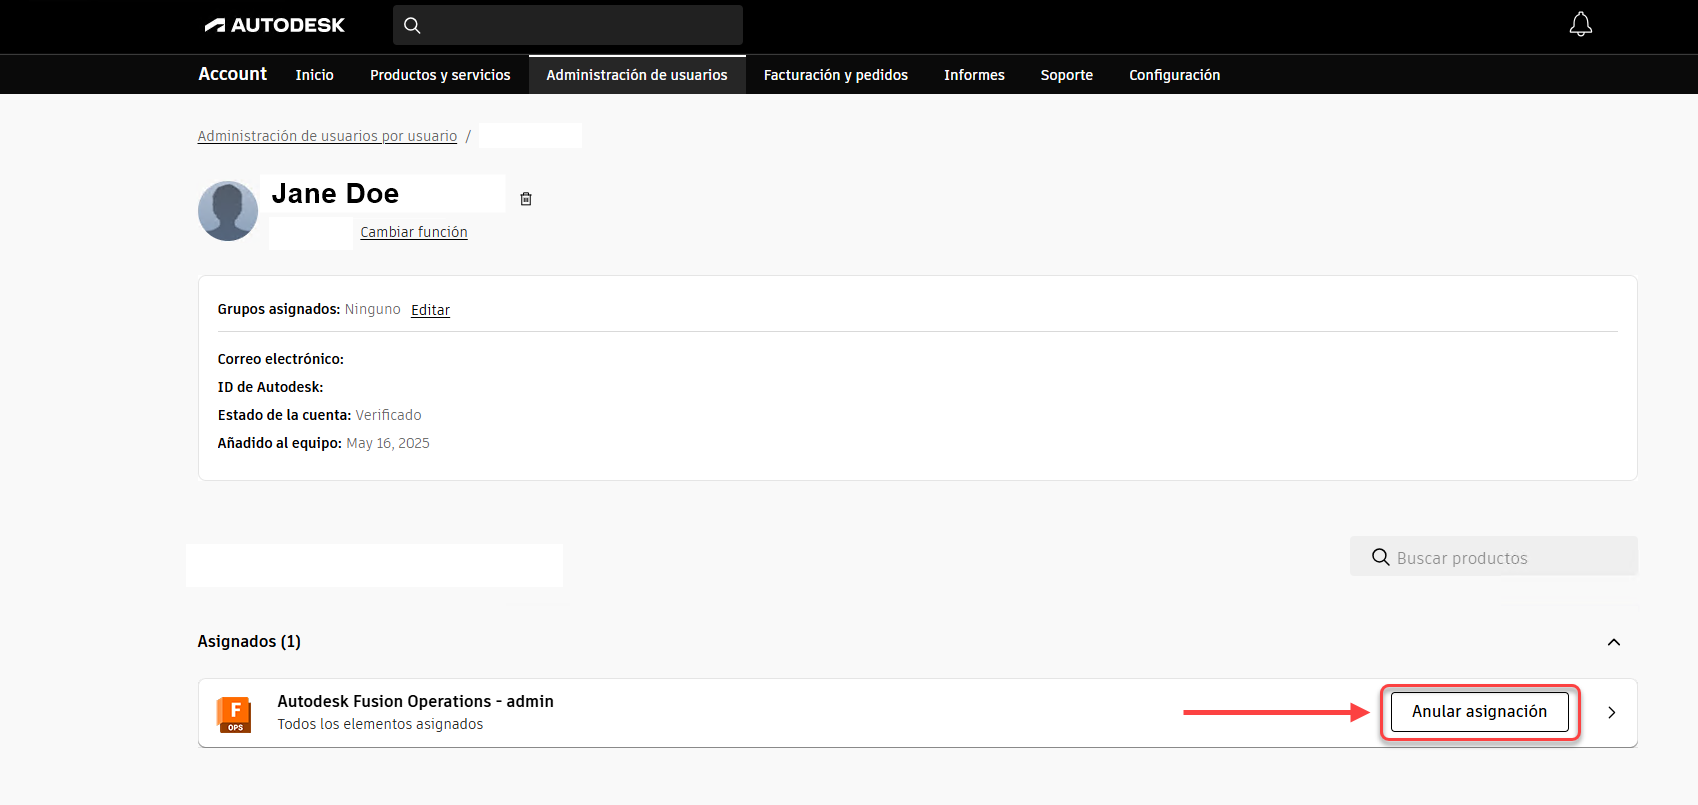 AUTODESK
Account Inicio Productos y servicios Administración de usuarios Facturación y pedidos Informes Soporte Configuración
Administración de usuarios por usuario /
Jane Doe
Cambiar función
Grupos asignados: Ninguno Editar
Correo electrónico:
ID de Autodesk:
Estado de la cuenta: Verificado
Añadido al equipo: May 16, 2025
Buscar productos
Asignados (1)
F
OPS
Autodesk Fusion Operations - admin
Todos los elementos asignados
Anular asignación